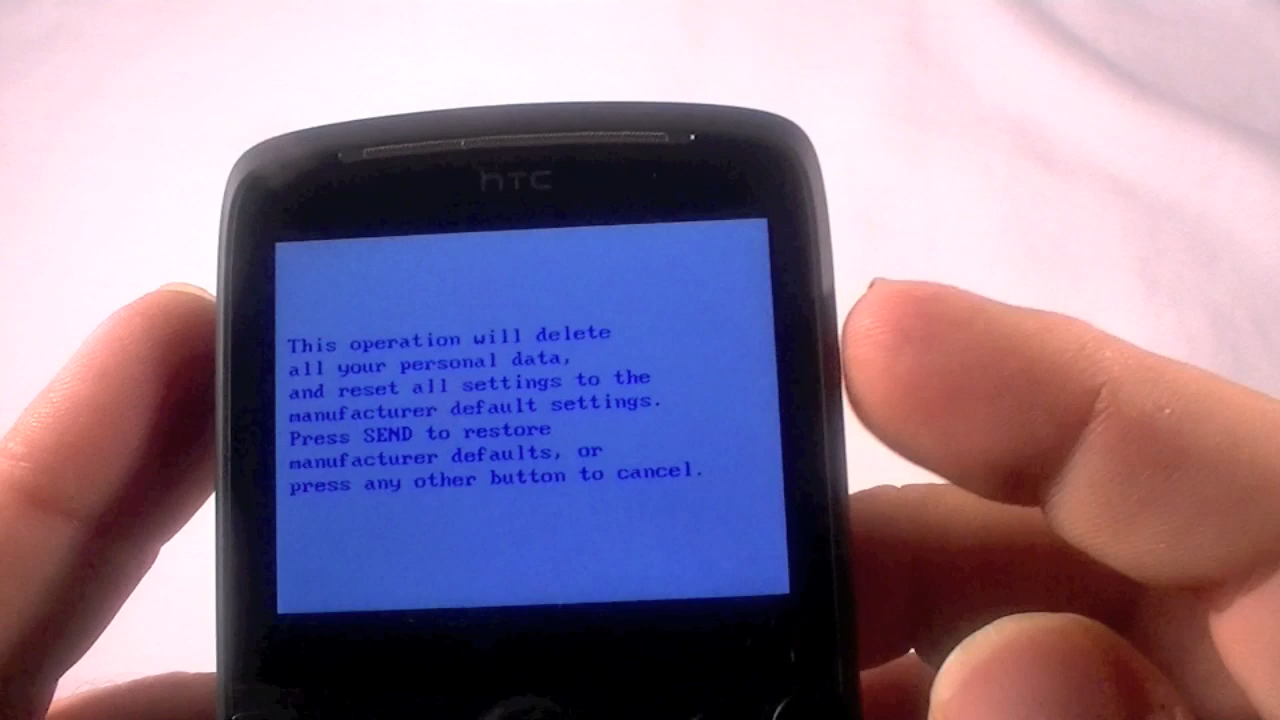 hTC
This operation will delete
all your personal data,
and reset all settings to the
manufacturer default settings.
Press SEND to restore
manufacturer defaults, or
press any other button to cancel.